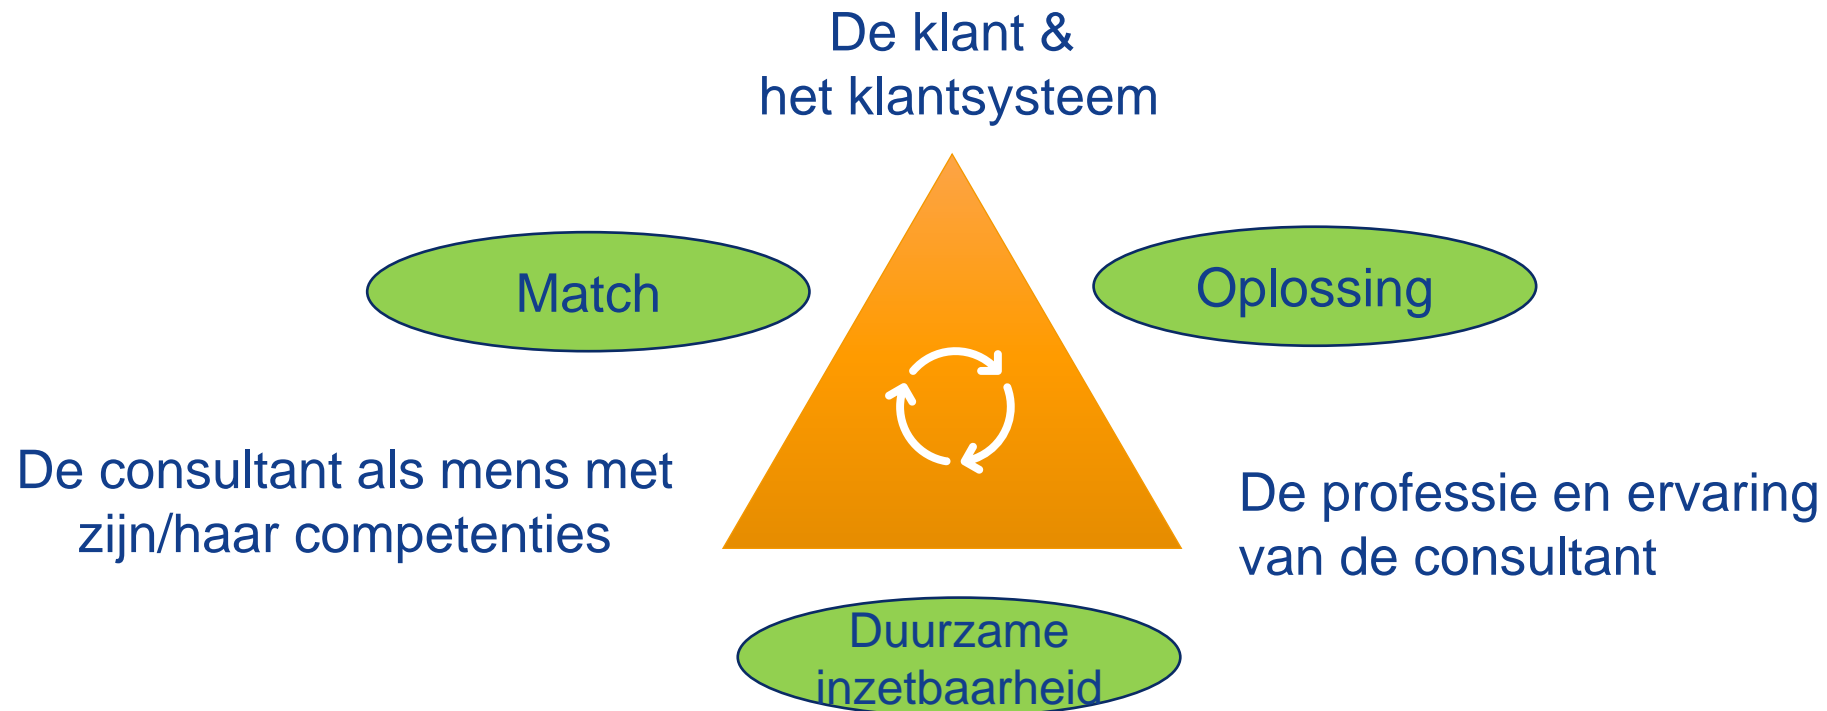 De klant &
het klantsysteem
Match
Oplossing
De consultant als mens met
zijn/haar competenties
De professie en ervaring
van de consultant
Duurzame
inzetbaarheid